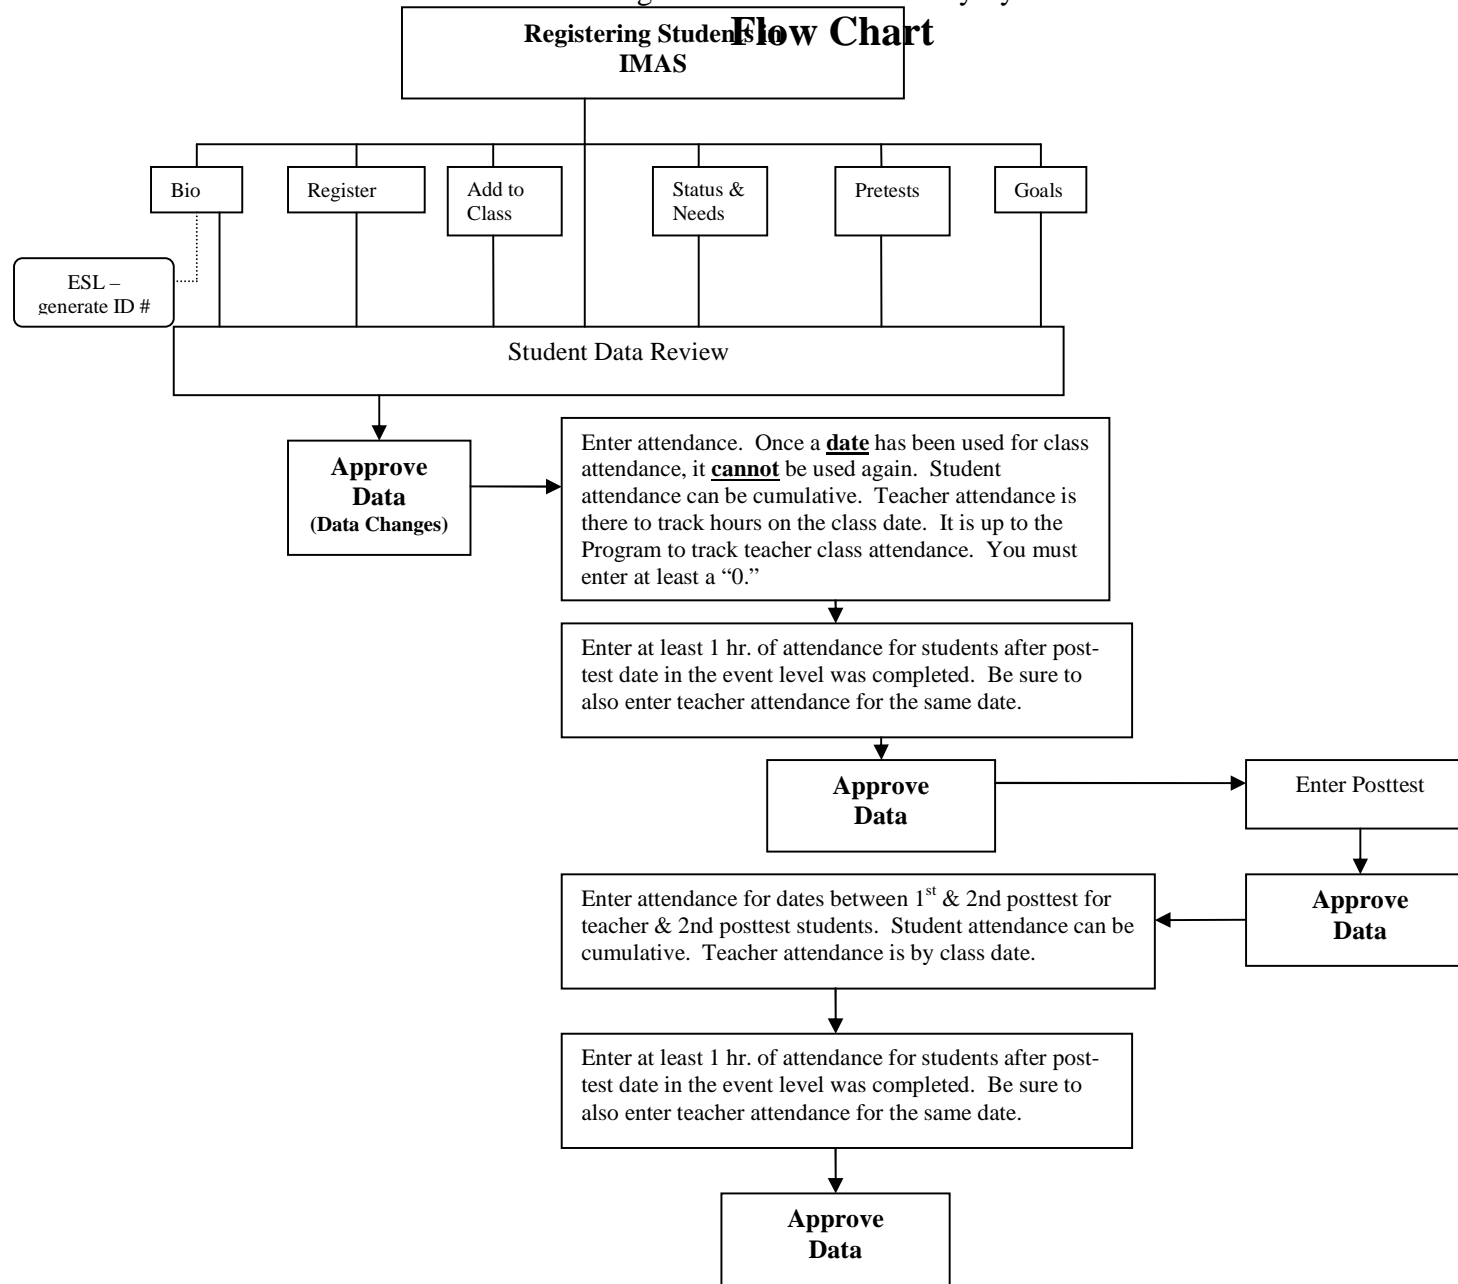 Flow Chart
Registering Students in
IMAS
Bio
Register
Add to
Class
Status &
Needs
Pretests
Goals
ESL –
generate ID #
Student Data Review
Approve
Data
(Data Changes)
Enter attendance. Once a date has been used for class
attendance, it cannot be used again. Student
attendance can be cumulative. Teacher attendance is
there to track hours on the class date. It is up to the
Program to track teacher class attendance. You must
enter at least a “0.”
Enter at least 1 hr. of attendance for students after post-
test date in the event level was completed. Be sure to
also enter teacher attendance for the same date.
Approve
Data
Enter Posttest
Approve
Data
Enter attendance for dates between 1st & 2nd posttest for
teacher & 2nd posttest students. Student attendance can be
cumulative. Teacher attendance is by class date.
Enter at least 1 hr. of attendance for students after post-
test date in the event level was completed. Be sure to
also enter teacher attendance for the same date.
Approve
Data